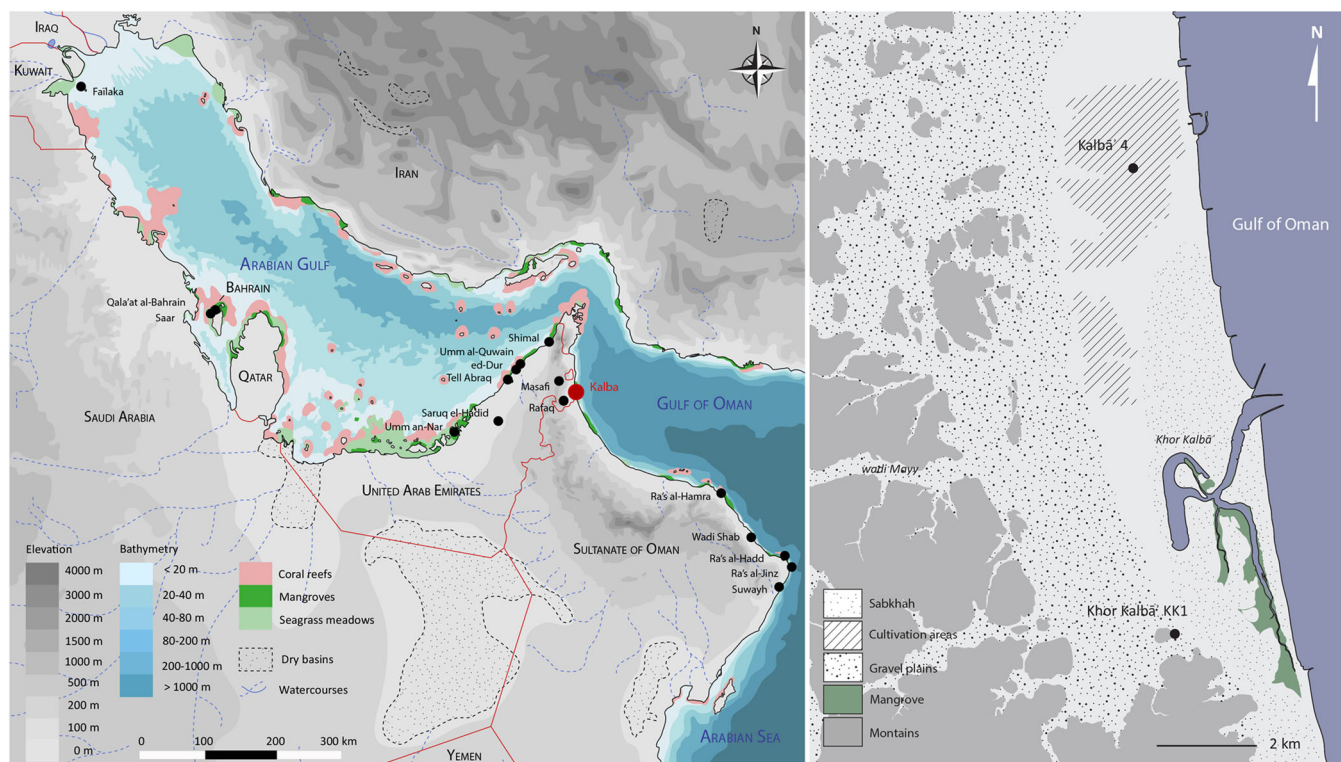 IRAQ
KUWAIT
Faïlaka
N
IRAN
ARABIAN GULF
BAHRAIN
Qala'at al-Bahrain
Saar
QATAR
SAUDI ARABIA
Shimal
Umm al-Quwain
ed-Dur
Tell Abraq
Masafi
Kalba
Rafaq
Saruq el-Hadid
Umm an-Nar
GULF OF OMAN
UNITED ARAB EMIRATES
Ra's al-Hamra
SULTANATE OF OMAN
Wadi Shab
Ra's al-Hadd
Ra's al-Jinz
Suwayh
ARABIAN SEA
YEMEN
Elevation
4000 m
3000 m
2000 m
1500 m
1000 m
500 m
200 m
100 m
0 m
Bathymetry
< 20 m
20-40 m
40-80 m
80-200 m
200-1000 m
> 1000 m
Coral reefs
Mangroves
Seagrass meadows
Dry basins
Watercourses
0 100 200 300 km
N
Kalbāʾ 4
Gulf of Oman
Khor Kalbā
wadi Mayy
Khor Kalbāʾ KK1
Sabkhah
Cultivation areas
Gravel plains
Mangrove
Montains
2 km